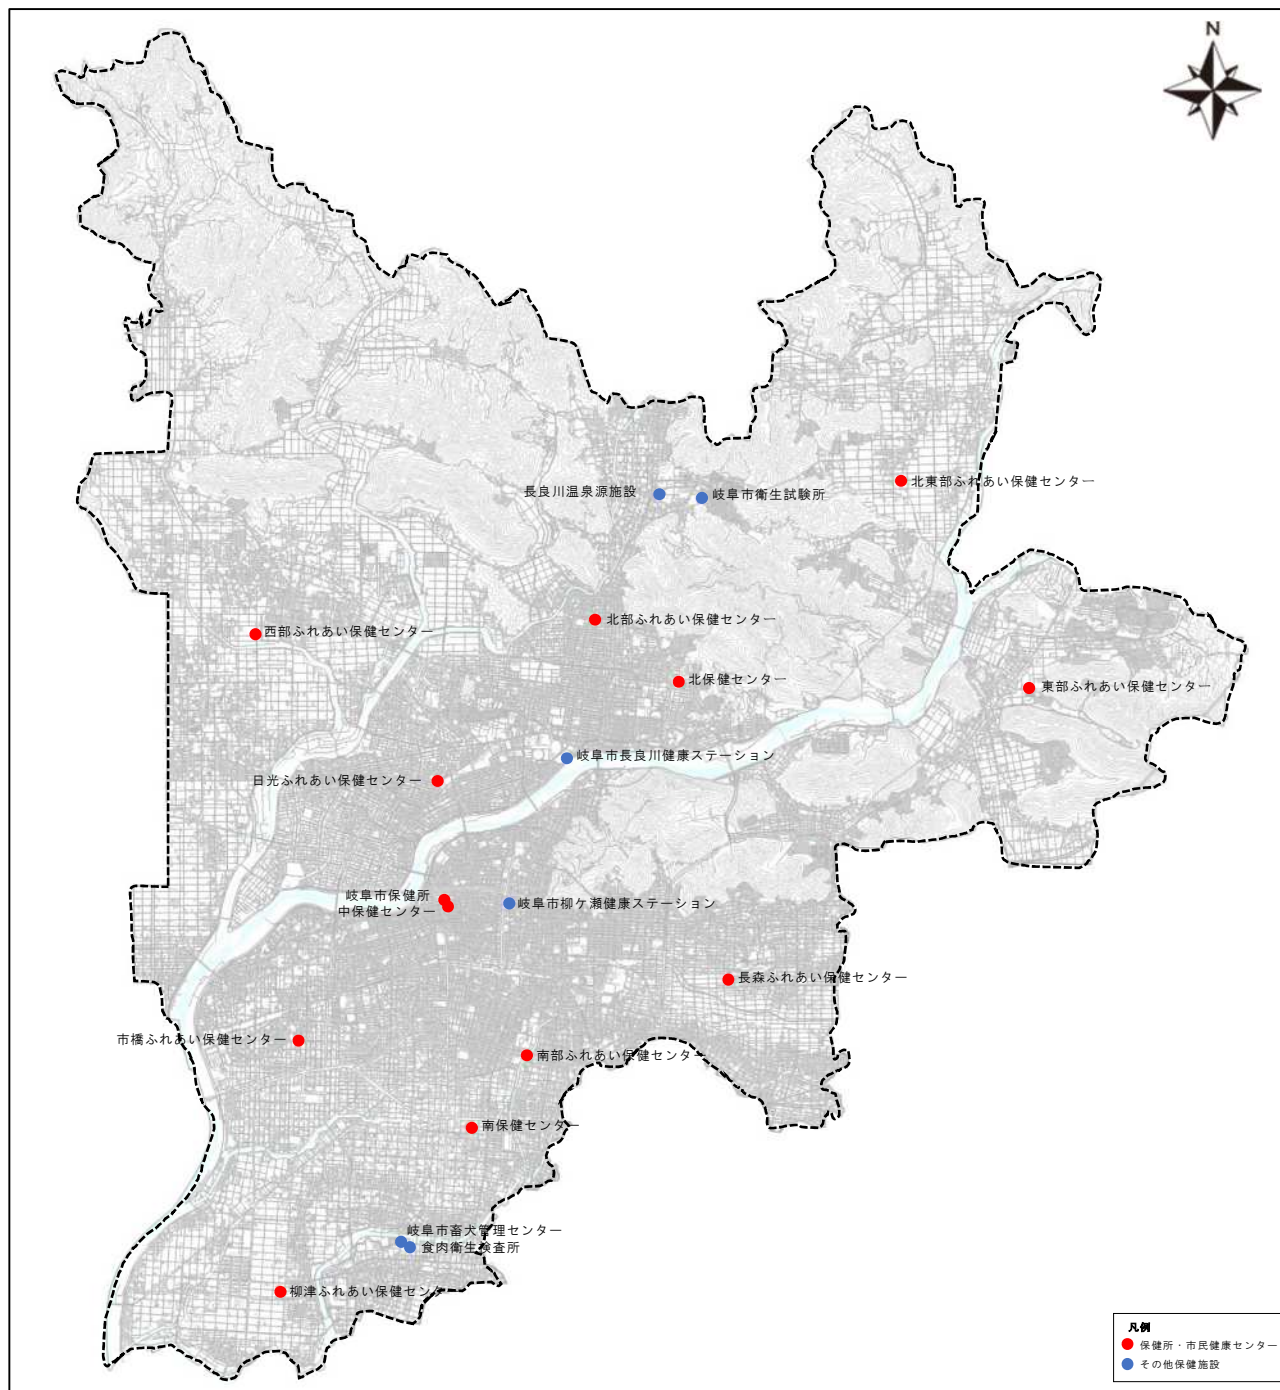 N
北東部ふれあい保健センター
長良川温泉源施設
岐阜市衛生試験所
北部ふれあい保健センター
西部ふれあい保健センター
北保健センター
東部ふれあい保健センター
岐阜市長良川健康ステーション
日光ふれあい保健センター
岐阜市保健所
中保健センター
岐阜市柳ケ瀬健康ステーション
長森ふれあい保健センター
市橋ふれあい保健センター
南部ふれあい保健センター
南保健センター
岐阜市畜犬管理センター
食肉衛生検査所
柳津ふれあい保健センター
凡例
保健所・市民健康センター
その他保健施設